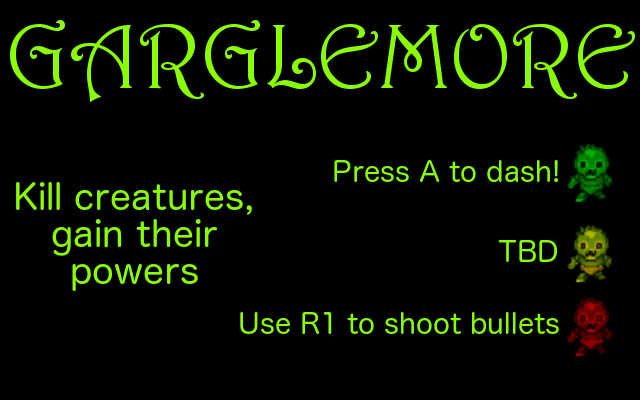 GARGLEMORE
Kill creatures,
gain their
powers
Press A to dash!
TBD
Use R1 to shoot bullets